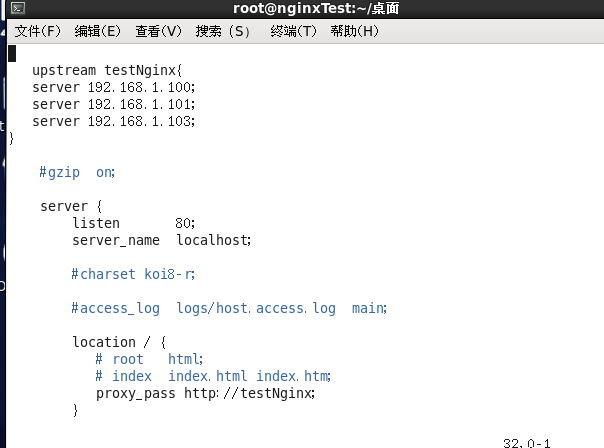 root@nginxTest:~/桌面
文件(F) 编辑(E) 查看(V) 搜索 (S) 终端(T) 帮助(H)
upstream testNginx{
server 192.168.1.100;
server 192.168.1.101;
server 192.168.1.103;
}
#gzip  on;
server {
listen       80;
server_name  localhost;
#charset koi8-r;
#access_log  logs/host.access.log  main;
location / {
# root   html;
# index  index.html index.htm;
proxy_pass http://testNginx;
}
32,0-1